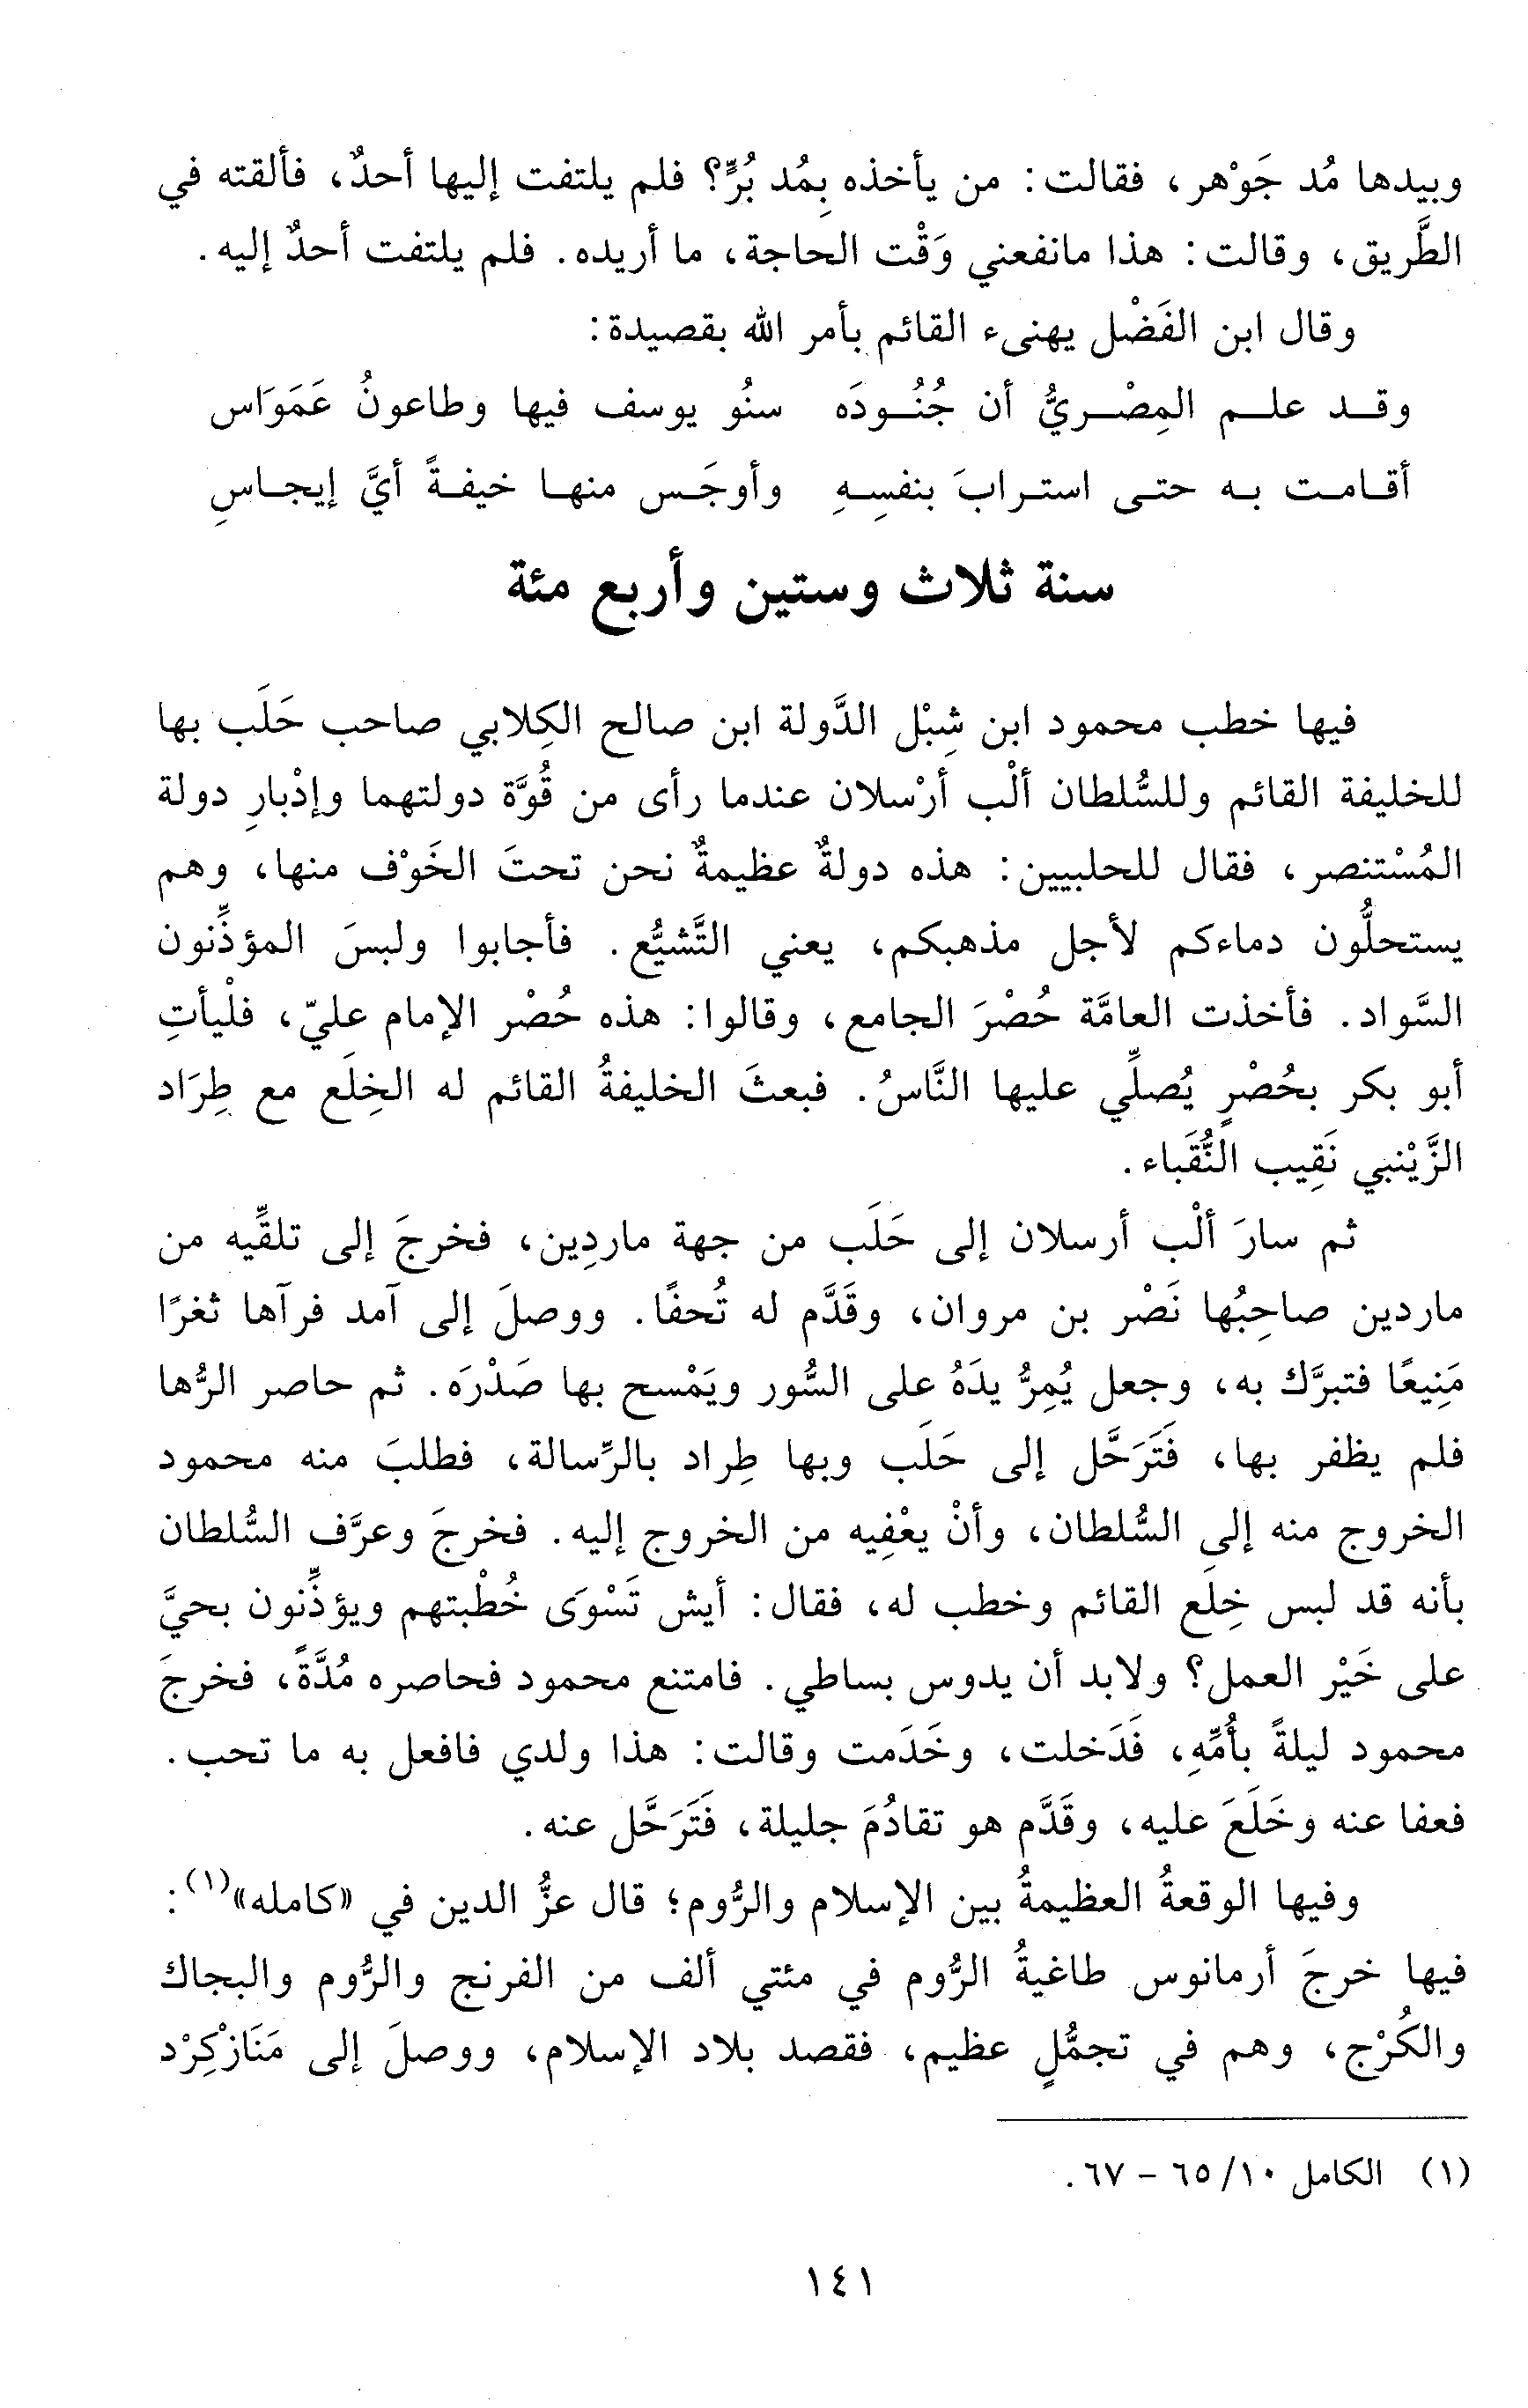 وبيدها مُد جَوْهر، فقالت: من يأخذه بِمُد بُرٍّ؟ فلم يلتفت إليها أحدٌ، فألقته في
الطَّريق، وقالت: هذا مانفعني وَقْت الحاجة، ما أريده. فلم يلتفت أحدٌ إليه.
وقال ابن الفَضْل يهنىء القائم بأمر الله بقصيدة:
وقد علم المِصْريُّ أن جُنُودَه سنُو يوسف فيها وطاعونُ عَمَوَاس
أقامت به حتى استرابَ بنفسِهِ وأوجَس منها خيفةً أيَّ إيجاسِ
سنة ثلاث وستين وأربع مئة
فيها خطب محمود ابن شِبْل الدَّولة ابن صالح الكِلابي صاحب حَلَب بها
للخليفة القائم وللسُّلطان ألْب أرْسلان عندما رأى من قُوَّة دولتهما وإدْبارِ دولة
المُسْتنصر، فقال للحلبيين: هذه دولةٌ عظيمةٌ نحن تحتَ الخَوْف منها، وهم
يستحلُّون دماءكم لأجل مذهبكم، يعني التَّشيُّع. فأجابوا ولبسَ المؤذِّنون
السَّواد. فأخذت العامَّة حُصْرَ الجامع، وقالوا: هذه حُصْر الإمام عليّ، فلْيأتِ
أبو بكر بحُصْرٍ يُصلِّي عليها النَّاسُ. فبعثَ الخليفةُ القائم له الخِلَع مع طِرَاد
الزَّيْنبي نَقِيب النُّقَباء.
ثم سارَ ألْب أرسلان إلى حَلَب من جهة ماردِين، فخرجَ إلى تلقِّيه من
ماردين صاحِبُها نَصْر بن مروان، وقَدَّم له تُحفًا. ووصلَ إلى آمد فرآها ثغرًا
مَنِيعًا فتبرَّك به، وجعل يُمِرُّ يدَهُ على السُّور ويَمْسح بها صَدْرَه. ثم حاصر الرُّها
فلم يظفر بها، فَتَرَحَّل إلى حَلَب وبها طِراد بالرِّسالة، فطلبَ منه محمود
الخروج منه إلى السُّلطان، وأنْ يعْفِيه من الخروج إليه. فخرجَ وعرَّف السُّلطان
بأنه قد لبس خِلَع القائم وخطب له، فقال: أيش تَسْوَى خُطْبتهم ويؤذِّنون بحيَّ
على خَيْر العمل؟ ولابد أن يدوس بساطي. فامتنع محمود فحاصره مُدَّةً، فخرجَ
محمود ليلةً بأُمِّهِ، فَدَخلت، وخَدَمت وقالت: هذا ولدي فافعل به ما تحب.
فعفا عنه وخَلَعَ عليه، وقَدَّم هو تقادُمَ جليلة، فَتَرَحَّل عنه.
وفيها الوقعةُ العظيمةُ بين الإسلام والرُّوم؛ قال عزُّ الدين في «كامله»(١):
فيها خرجَ أرمانوس طاغيةُ الرُّوم في مئتي ألف من الفرنج والرُّوم والبجاك
والكُرْج، وهم في تجمُّلٍ عظيم، فقصد بلاد الإسلام، ووصلَ إلى مَنَازْكِرْد
(١) الكامل ١٠/ ٦٥ - ٦٧.
١٤١